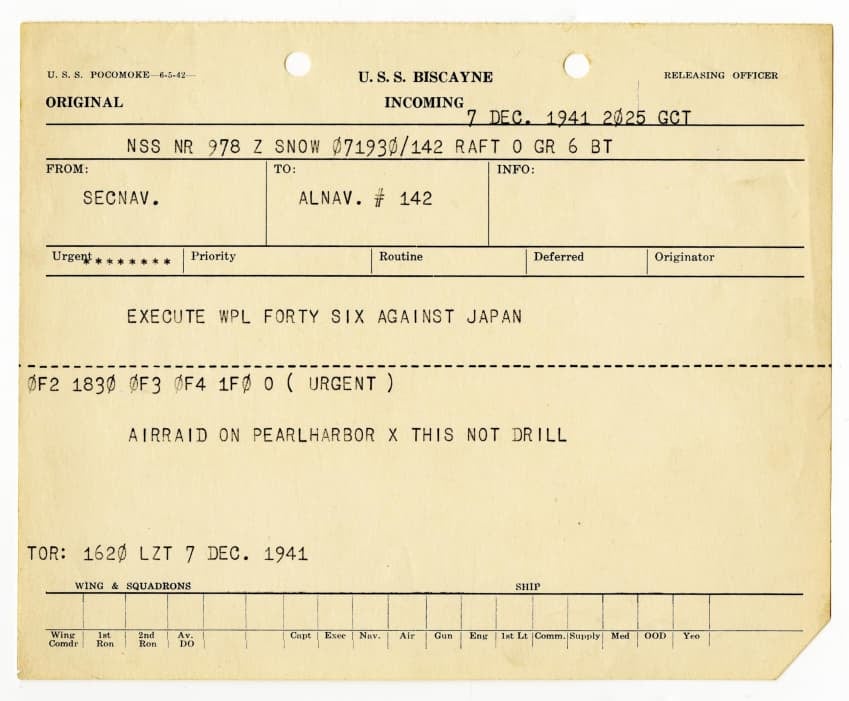 U. S. S. POCOMOKE—6-5-42— U. S. S. BISCAYNE RELEASING OFFICER
ORIGINAL INCOMING
7 DEC. 1941 2Ø25 GCT
NSS NR 978 Z SNOW Ø7193Ø/142 RAFT O GR 6 BT
FROM: TO: INFO:
SECNAV. ALNAV. # 142
Urgent******** Priority Routine Deferred Originator
EXECUTE WPL FORTY SIX AGAINST JAPAN
ØF2 183Ø ØF3 ØF4 1FØ O ( URGENT )
AIRRAID ON PEARLHARBOR X THIS NOT DRILL
TOR: 162Ø LZT 7 DEC. 1941
WING & SQUADRONS SHIP
Wing Comdr 1st Ron 2nd Ron Av. DO Capt Exec Nav. Air Gun Eng 1st Lt Comm. Supply Med OOD Yeo